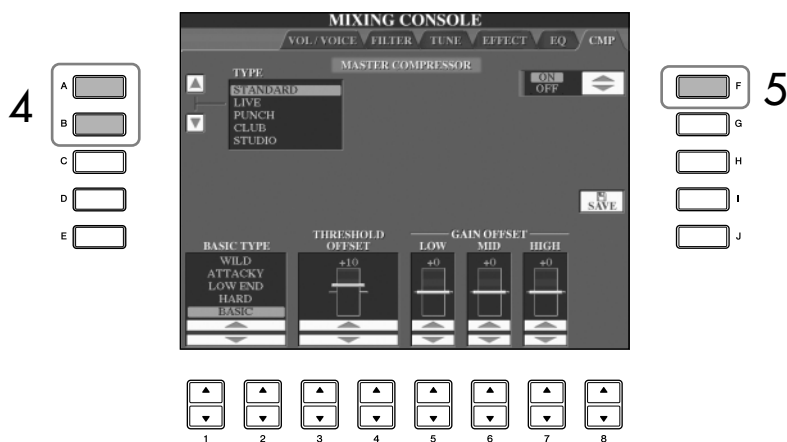 MIXING CONSOLE
VOL/VOICE FILTER TUNE EFFECT EQ CMP
MASTER COMPRESSOR
TYPE
STANDARD
LIVE
PUNCH
CLUB
STUDIO
ON
OFF
SAVE
BASIC TYPE
WILD
ATTACKY
LOW END
HARD
BASIC
THRESHOLD
OFFSET
+10
GAIN OFFSET
LOW MID HIGH
+0 +0 +0
4
A
B
C
D
E
5
F
G
H
I
J
1 2 3 4 5 6 7 8